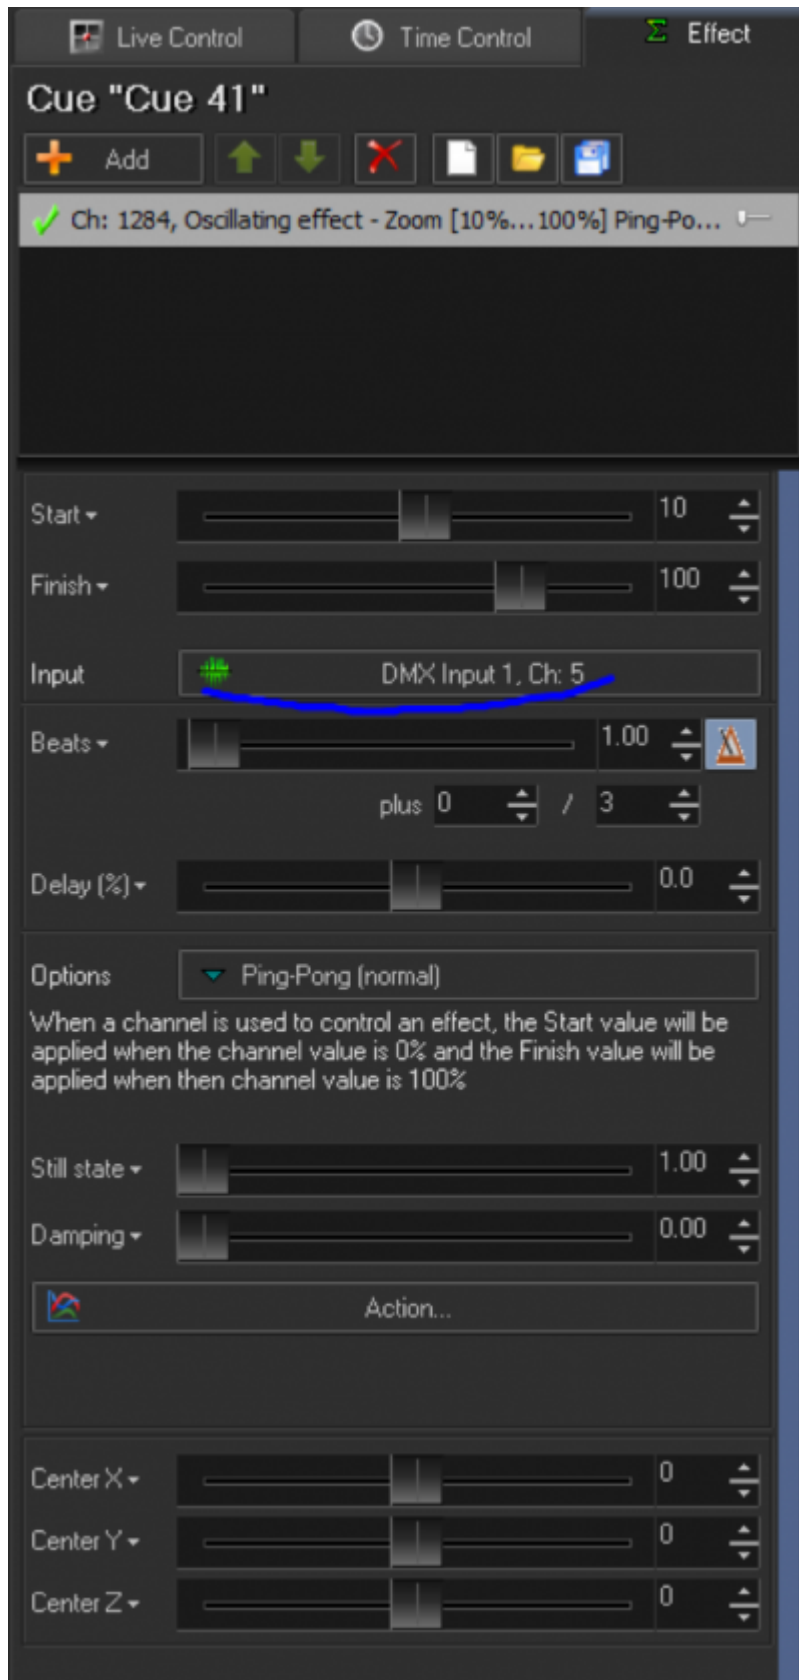 Live Control Time Control Effect
Cue "Cue 41"
Add
Ch: 1284, Oscillating effect - Zoom [10%...100%] Ping-Po...
Start 10
Finish 100
Input DMX Input 1, Ch: 5
Beats 1.00
plus 0 / 3
Delay (%) 0.0
Options Ping-Pong (normal)
When a channel is used to control an effect, the Start value will be
applied when the channel value is 0% and the Finish value will be
applied when then channel value is 100%
Still state 1.00
Damping 0.00
Action...
Center X 0
Center Y 0
Center Z 0